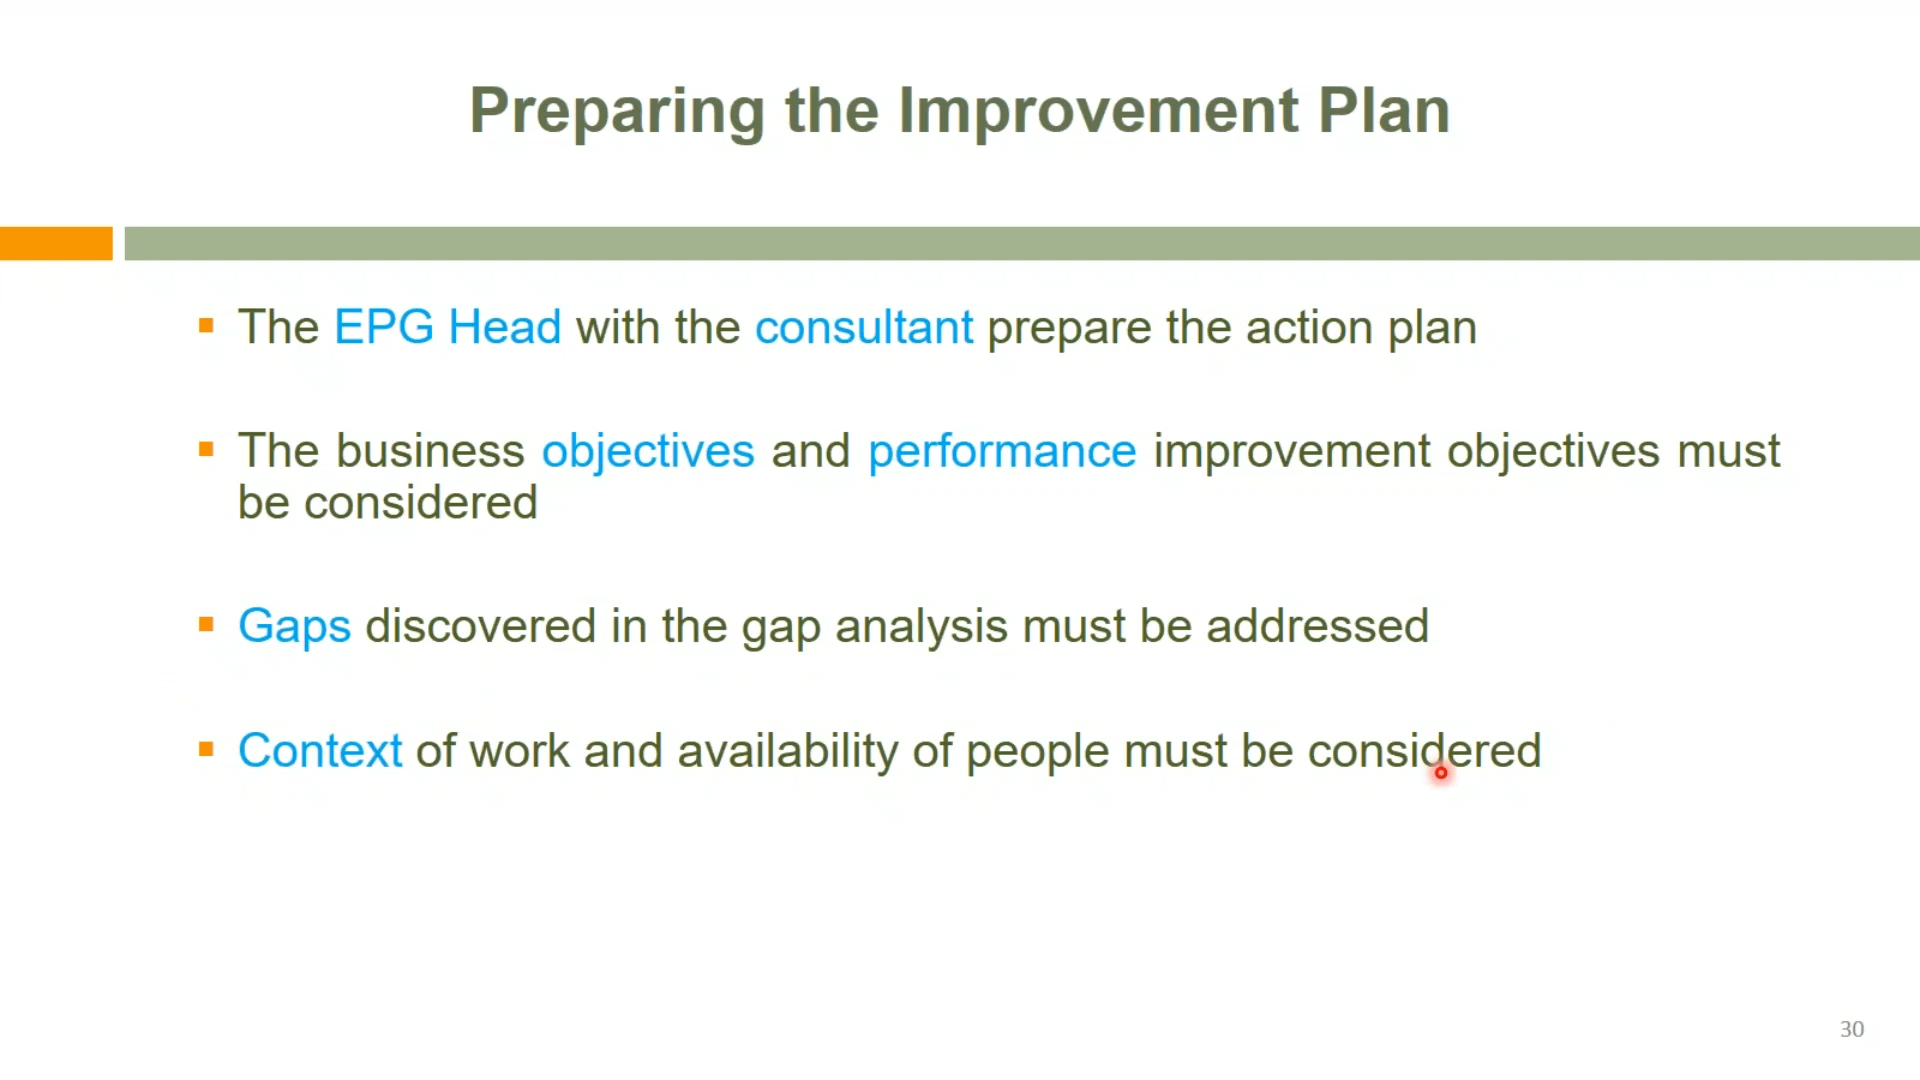 Preparing the Improvement Plan
The EPG Head with the consultant prepare the action plan
The business objectives and performance improvement objectives must
be considered
Gaps discovered in the gap analysis must be addressed
Context of work and availability of people must be considered
30